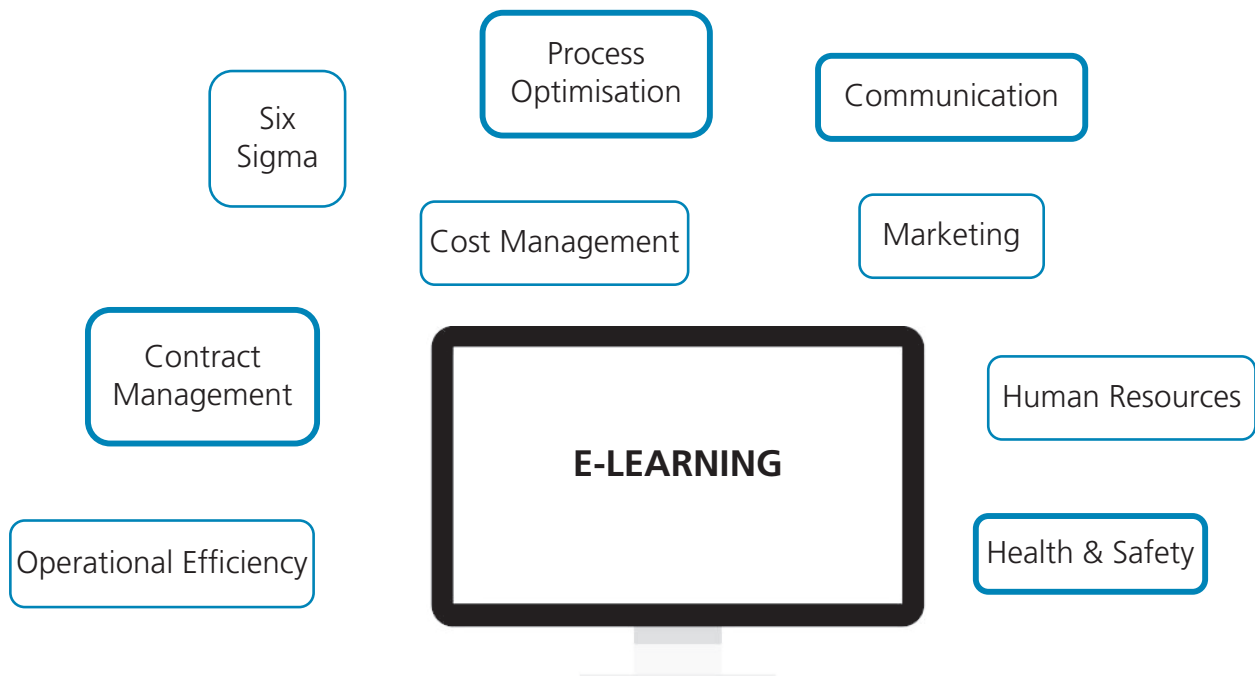 Process
Optimisation
Communication
Six
Sigma
Cost Management
Marketing
Contract
Management
Human Resources
E-LEARNING
Operational Efficiency
Health & Safety